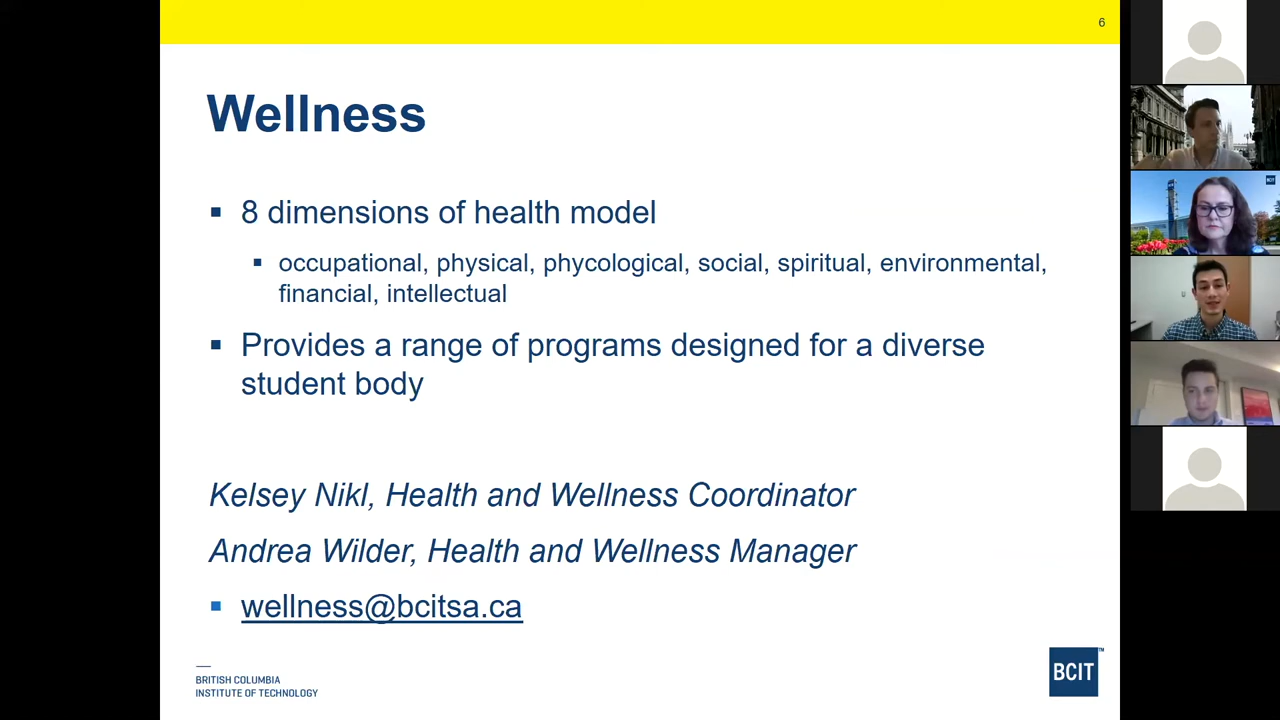 6
Wellness
8 dimensions of health model
occupational, physical, phycological, social, spiritual, environmental,
financial, intellectual
Provides a range of programs designed for a diverse
student body
Kelsey Nikl, Health and Wellness Coordinator
Andrea Wilder, Health and Wellness Manager
wellness@bcitsa.ca
BRITISH COLUMBIA
INSTITUTE OF TECHNOLOGY
BCIT™
BCIT